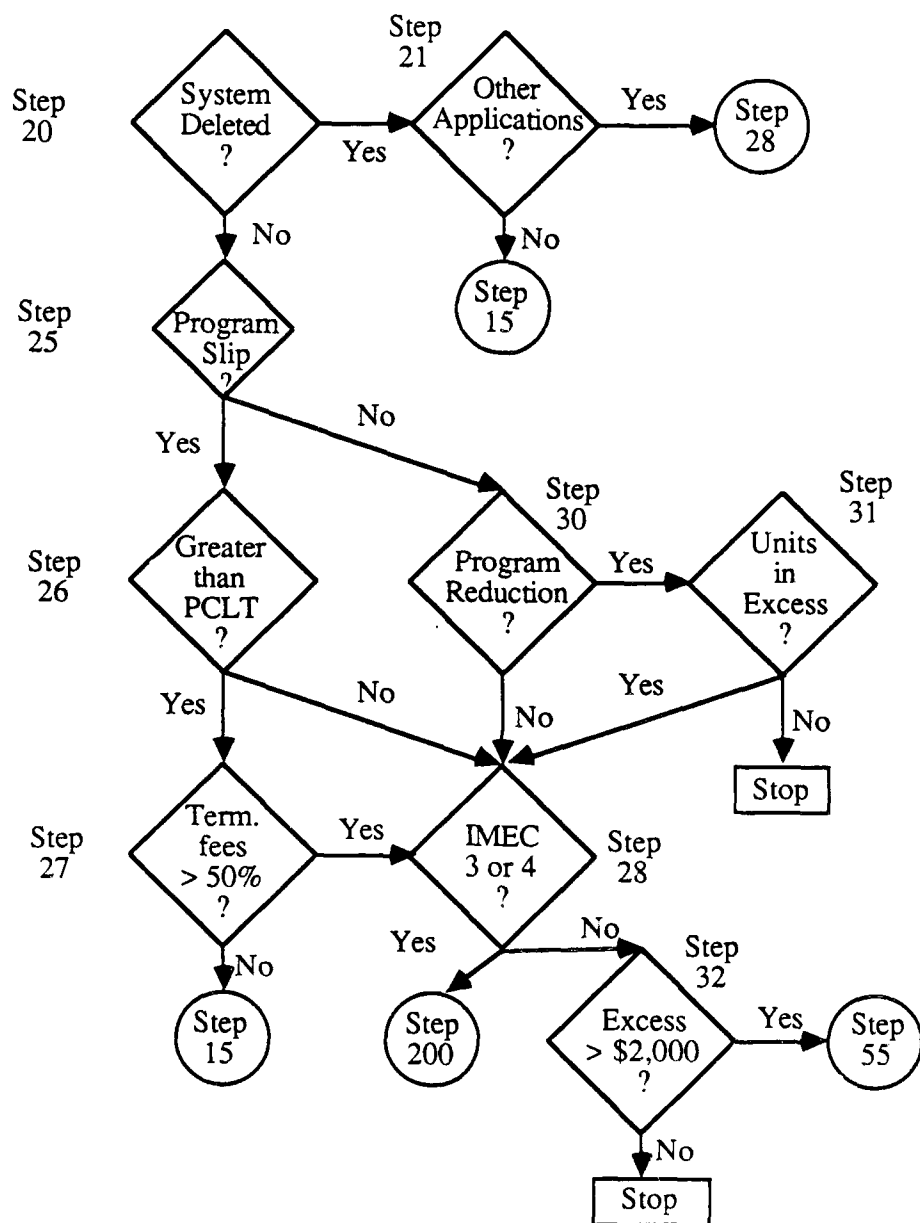 Step
21
Step
20
System
Deleted
?
Yes
Other
Applications
?
Yes
Step
28
No
No
Step
15
Step
25
Program
Slip
?
Yes
No
Step
26
Greater
than
PCLT
?
Step
30
Program
Reduction
?
Yes
Step
31
Units
in
Excess
?
Yes
No
No
Yes
No
Stop
Step
27
Term.
fees
> 50%
?
Yes
IMEC
3 or 4
?
Step
28
No
Step
15
Yes
Step
200
No
Step
32
Excess
> $2,000
?
Yes
Step
55
No
Stop